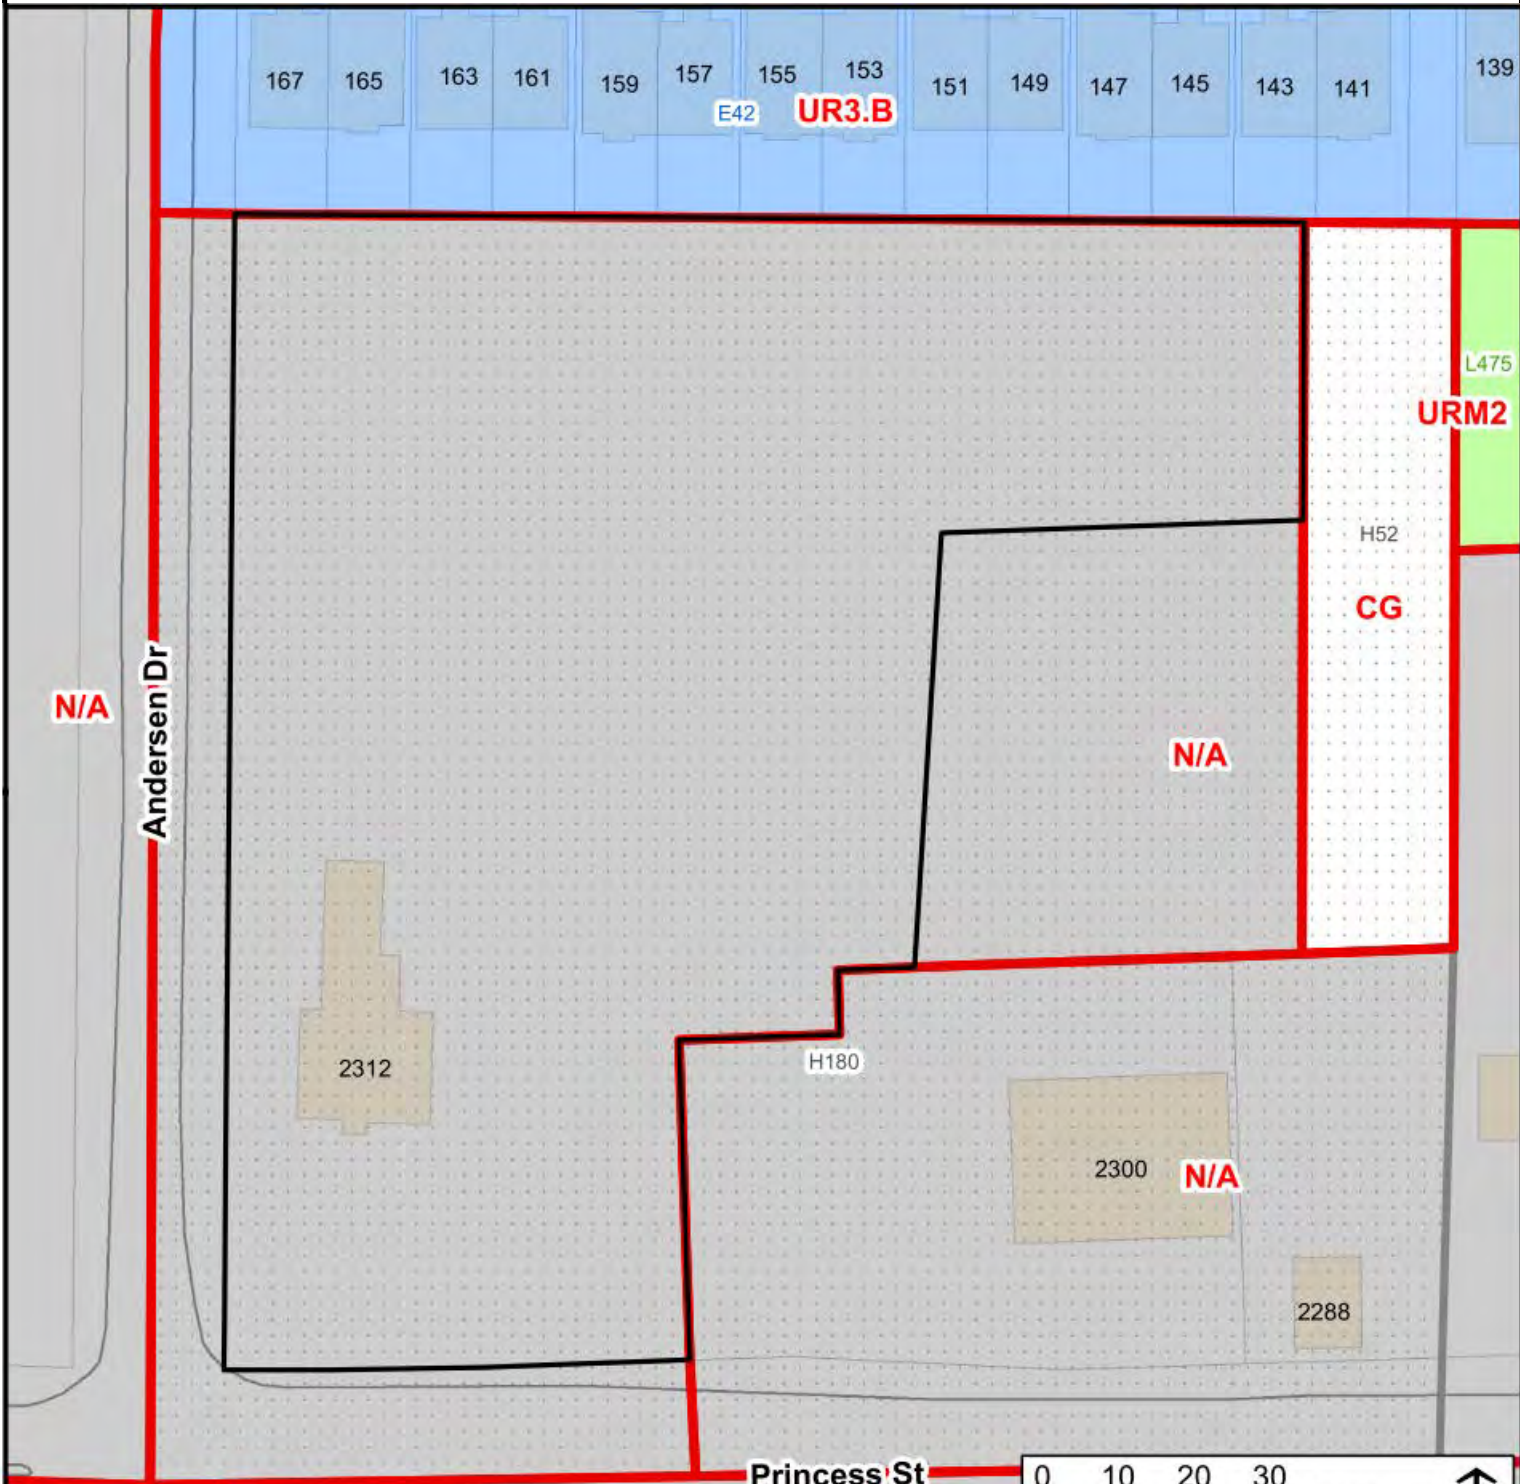 167 165 163 161 159 157 155 153 151 149 147 145 143 141 139
E42 UR3.B
L475
URM2
H52
CG
N/A
Andersen Dr
N/A
2312
H180
2300
N/A
2288
Princess St
0 10 20 30